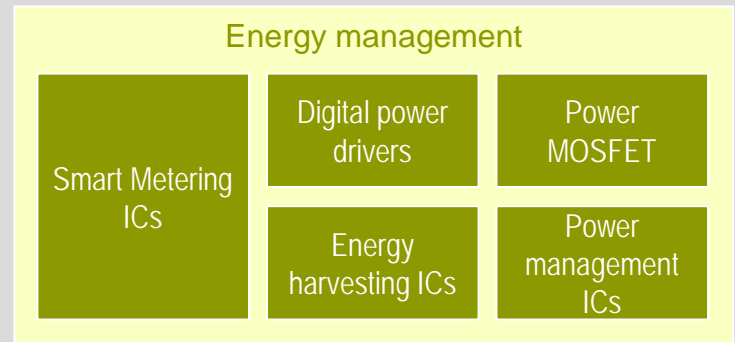 Energy management
Smart Metering
ICs
Digital power
drivers
Power
MOSFET
Energy
harvesting ICs
Power
management
ICs